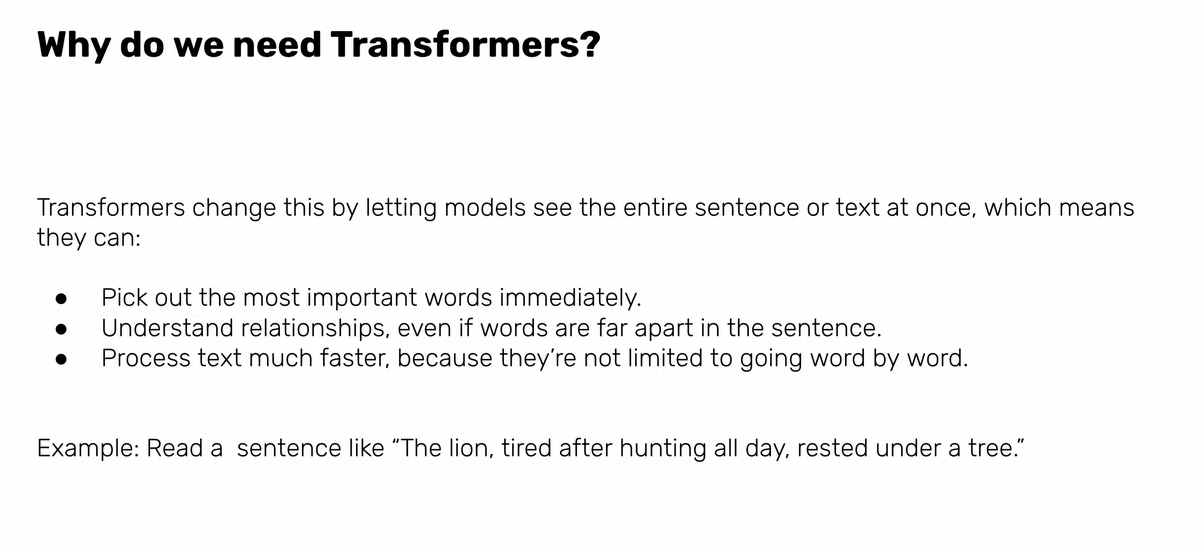 Why do we need Transformers?
Transformers change this by letting models see the entire sentence or text at once, which means
they can:
● Pick out the most important words immediately.
● Understand relationships, even if words are far apart in the sentence.
● Process text much faster, because they’re not limited to going word by word.
Example: Read a  sentence like “The lion, tired after hunting all day, rested under a tree.”